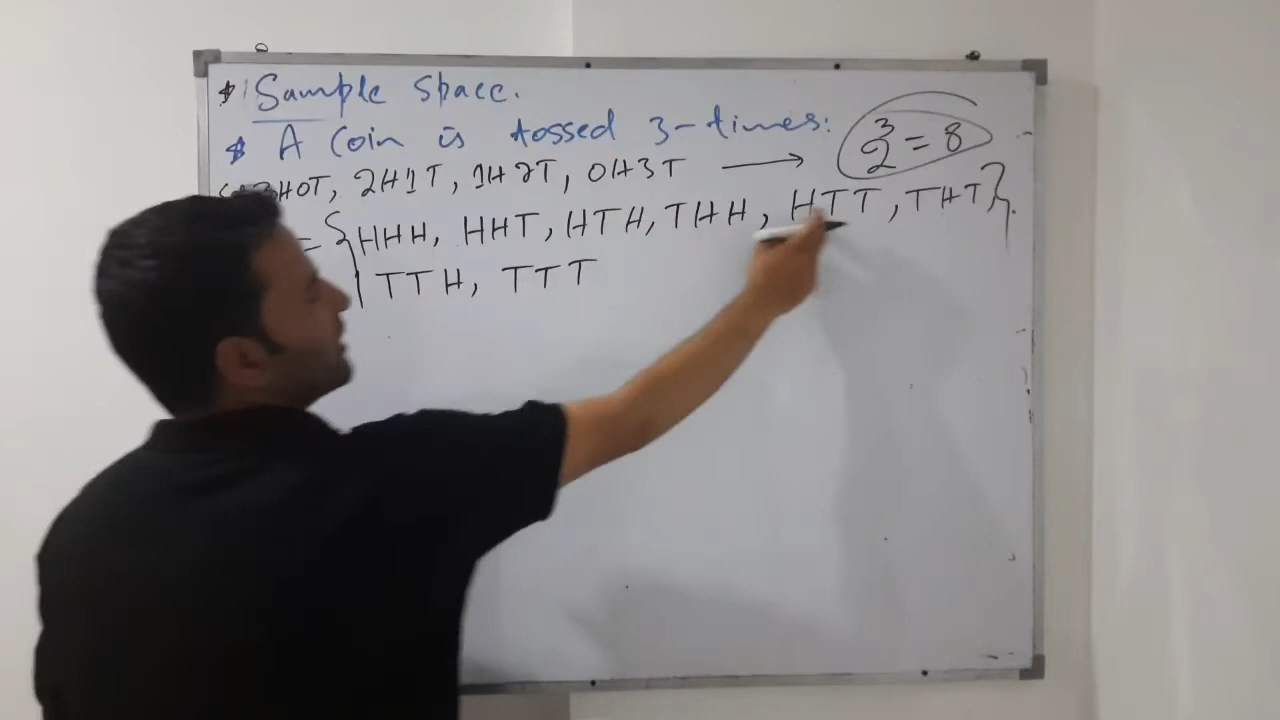 * Sample space.
* A Coin is tossed 3-times:
3H0T, 2H1T, 1H2T, 0H3T → 2³ = 8
= {HHH, HHT, HTH, THH, HTT, THT}.
TTH, TTT